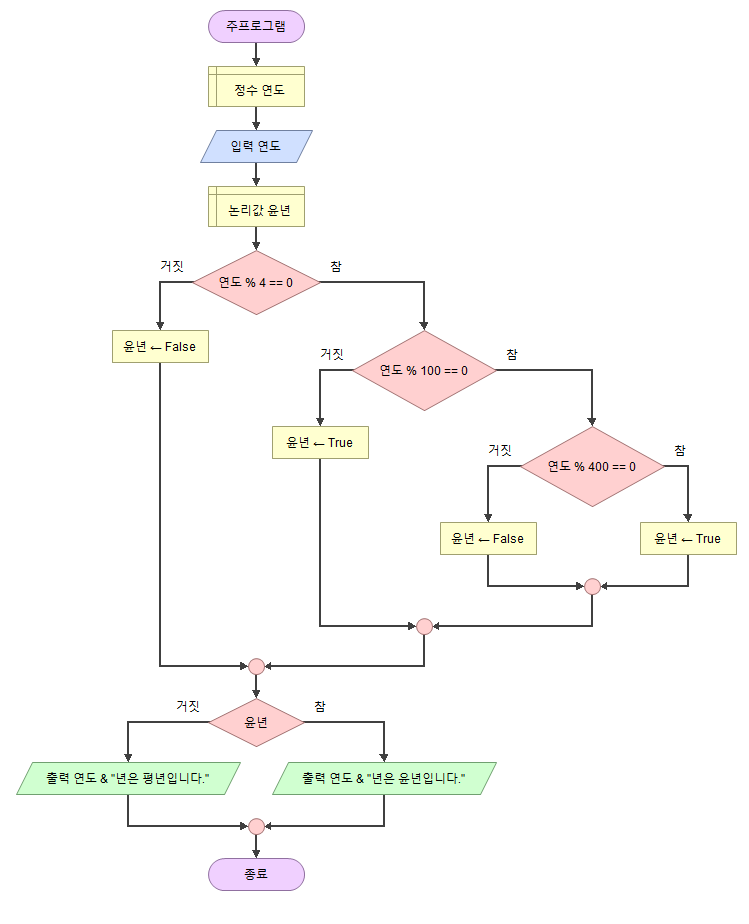 주프로그램
정수 연도
입력 연도
논리값 윤년
거짓
참
연도 % 4 == 0
윤년 ← False
거짓
참
연도 % 100 == 0
윤년 ← True
거짓
참
연도 % 400 == 0
윤년 ← False
윤년 ← True
거짓
참
윤년
출력 연도 & "년은 평년입니다."
출력 연도 & "년은 윤년입니다."
종료